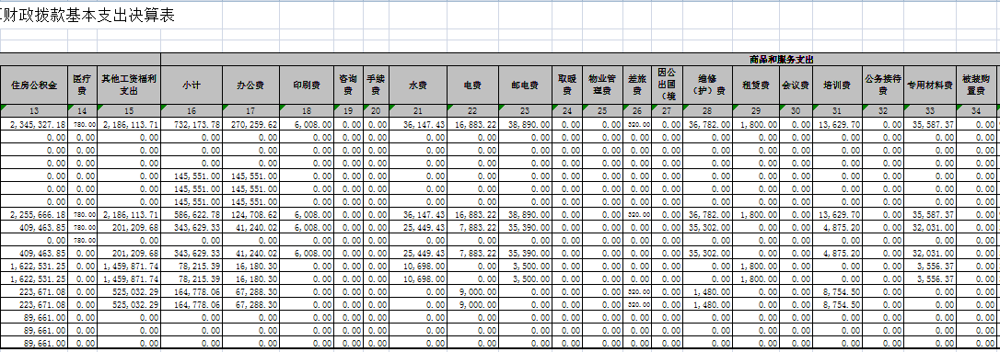 财政拨款基本支出决算表
商品和服务支出
住房公积金 医疗费 其他工资福利支出 小计 办公费 印刷费 咨询费 手续费 水费 电费 邮电费 取暖费 物业管理费 差旅费 因公出国（境 维修（护）费 租赁费 会议费 培训费 公务接待费 专用材料费 被装购置费
13 14 15 16 17 18 19 20 21 22 23 24 25 26 27 28 29 30 31 32 33 34
2,345,327.18 780.00 2,186,113.71 732,173.78 270,259.62 6,008.00 0.00 0.00 36,147.43 16,883.22 38,890.00 0.00 0.00 320.00 0.00 36,782.00 1,800.00 0.00 13,629.70 0.00 35,587.37 0.00
0.00 0.00 0.00 0.00 0.00 0.00 0.00 0.00 0.00 0.00 0.00 0.00 0.00 0.00 0.00 0.00 0.00 0.00 0.00 0.00 0.00 0.00
0.00 0.00 0.00 0.00 0.00 0.00 0.00 0.00 0.00 0.00 0.00 0.00 0.00 0.00 0.00 0.00 0.00 0.00 0.00 0.00 0.00 0.00
0.00 0.00 0.00 0.00 0.00 0.00 0.00 0.00 0.00 0.00 0.00 0.00 0.00 0.00 0.00 0.00 0.00 0.00 0.00 0.00 0.00 0.00
0.00 0.00 0.00 145,551.00 145,551.00 0.00 0.00 0.00 0.00 0.00 0.00 0.00 0.00 0.00 0.00 0.00 0.00 0.00 0.00 0.00 0.00 0.00
0.00 0.00 0.00 145,551.00 145,551.00 0.00 0.00 0.00 0.00 0.00 0.00 0.00 0.00 0.00 0.00 0.00 0.00 0.00 0.00 0.00 0.00 0.00
0.00 0.00 0.00 145,551.00 145,551.00 0.00 0.00 0.00 0.00 0.00 0.00 0.00 0.00 0.00 0.00 0.00 0.00 0.00 0.00 0.00 0.00 0.00
2,255,666.18 780.00 2,186,113.71 586,622.78 124,708.62 6,008.00 0.00 0.00 36,147.43 16,883.22 38,890.00 0.00 0.00 320.00 0.00 36,782.00 1,800.00 0.00 13,629.70 0.00 35,587.37 0.00
409,463.85 780.00 201,209.68 343,629.33 41,240.02 6,008.00 0.00 0.00 25,449.43 7,883.22 35,390.00 0.00 0.00 0.00 0.00 35,302.00 0.00 0.00 4,875.20 0.00 32,031.00 0.00
0.00 780.00 0.00 0.00 0.00 0.00 0.00 0.00 0.00 0.00 0.00 0.00 0.00 0.00 0.00 0.00 0.00 0.00 0.00 0.00 0.00 0.00
409,463.85 0.00 201,209.68 343,629.33 41,240.02 6,008.00 0.00 0.00 25,449.43 7,883.22 35,390.00 0.00 0.00 0.00 0.00 35,302.00 0.00 0.00 4,875.20 0.00 32,031.00 0.00
1,622,531.25 0.00 1,459,871.74 78,215.39 16,180.30 0.00 0.00 0.00 10,698.00 0.00 3,500.00 0.00 0.00 0.00 0.00 0.00 1,800.00 0.00 0.00 0.00 3,556.37 0.00
1,622,531.25 0.00 1,459,871.74 78,215.39 16,180.30 0.00 0.00 0.00 10,698.00 0.00 3,500.00 0.00 0.00 0.00 0.00 0.00 1,800.00 0.00 0.00 0.00 3,556.37 0.00
223,671.08 0.00 525,032.29 164,778.06 67,288.30 0.00 0.00 0.00 0.00 9,000.00 0.00 0.00 0.00 320.00 0.00 1,480.00 0.00 0.00 8,754.50 0.00 0.00 0.00
223,671.08 0.00 525,032.29 164,778.06 67,288.30 0.00 0.00 0.00 0.00 9,000.00 0.00 0.00 0.00 320.00 0.00 1,480.00 0.00 0.00 8,754.50 0.00 0.00 0.00
89,661.00 0.00 0.00 0.00 0.00 0.00 0.00 0.00 0.00 0.00 0.00 0.00 0.00 0.00 0.00 0.00 0.00 0.00 0.00 0.00 0.00 0.00
89,661.00 0.00 0.00 0.00 0.00 0.00 0.00 0.00 0.00 0.00 0.00 0.00 0.00 0.00 0.00 0.00 0.00 0.00 0.00 0.00 0.00 0.00
89,661.00 0.00 0.00 0.00 0.00 0.00 0.00 0.00 0.00 0.00 0.00 0.00 0.00 0.00 0.00 0.00 0.00 0.00 0.00 0.00 0.00 0.00